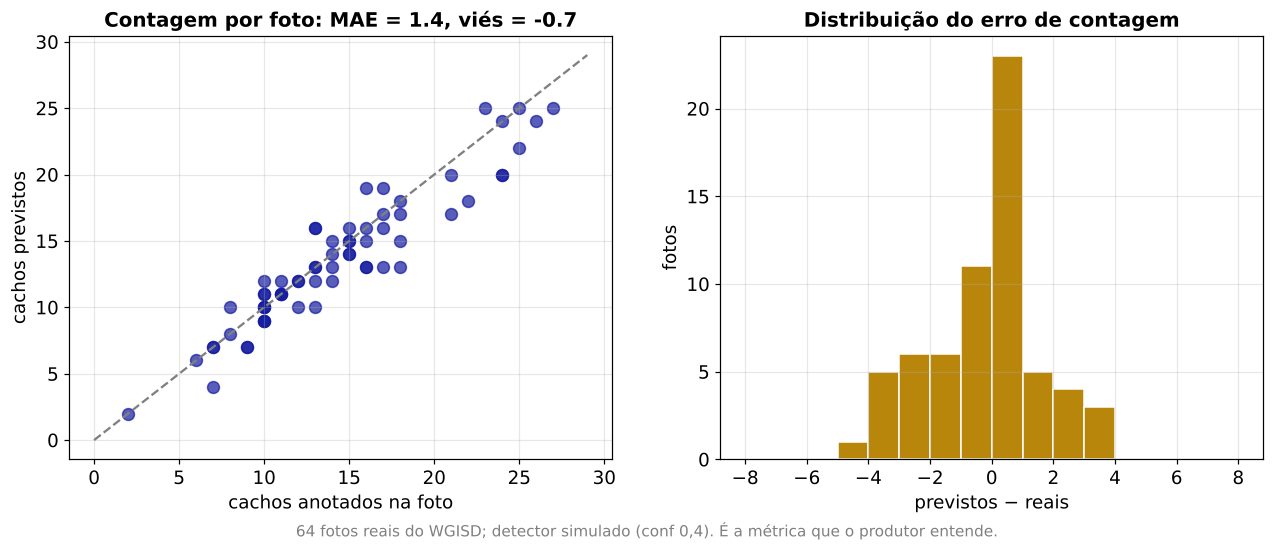 Contagem por foto: MAE = 1.4, viés = -0.7
30
25
20
15
10
5
0
cachos previstos
0 5 10 15 20 25 30
cachos anotados na foto
Distribuição do erro de contagem
20
15
10
5
0
fotos
−8 −6 −4 −2 0 2 4 6 8
previstos − reais
64 fotos reais do WGISD; detector simulado (conf 0,4). É a métrica que o produtor entende.